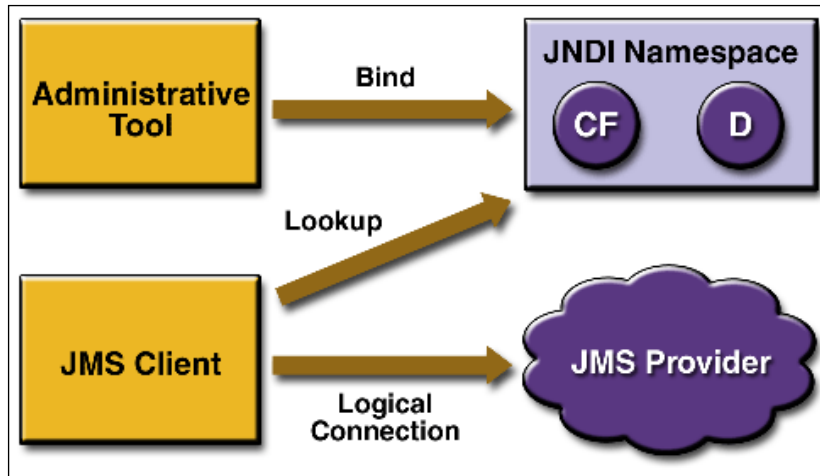 Administrative
Tool
Bind
JNDI Namespace
CF
D
Lookup
JMS Client
Logical
Connection
JMS Provider